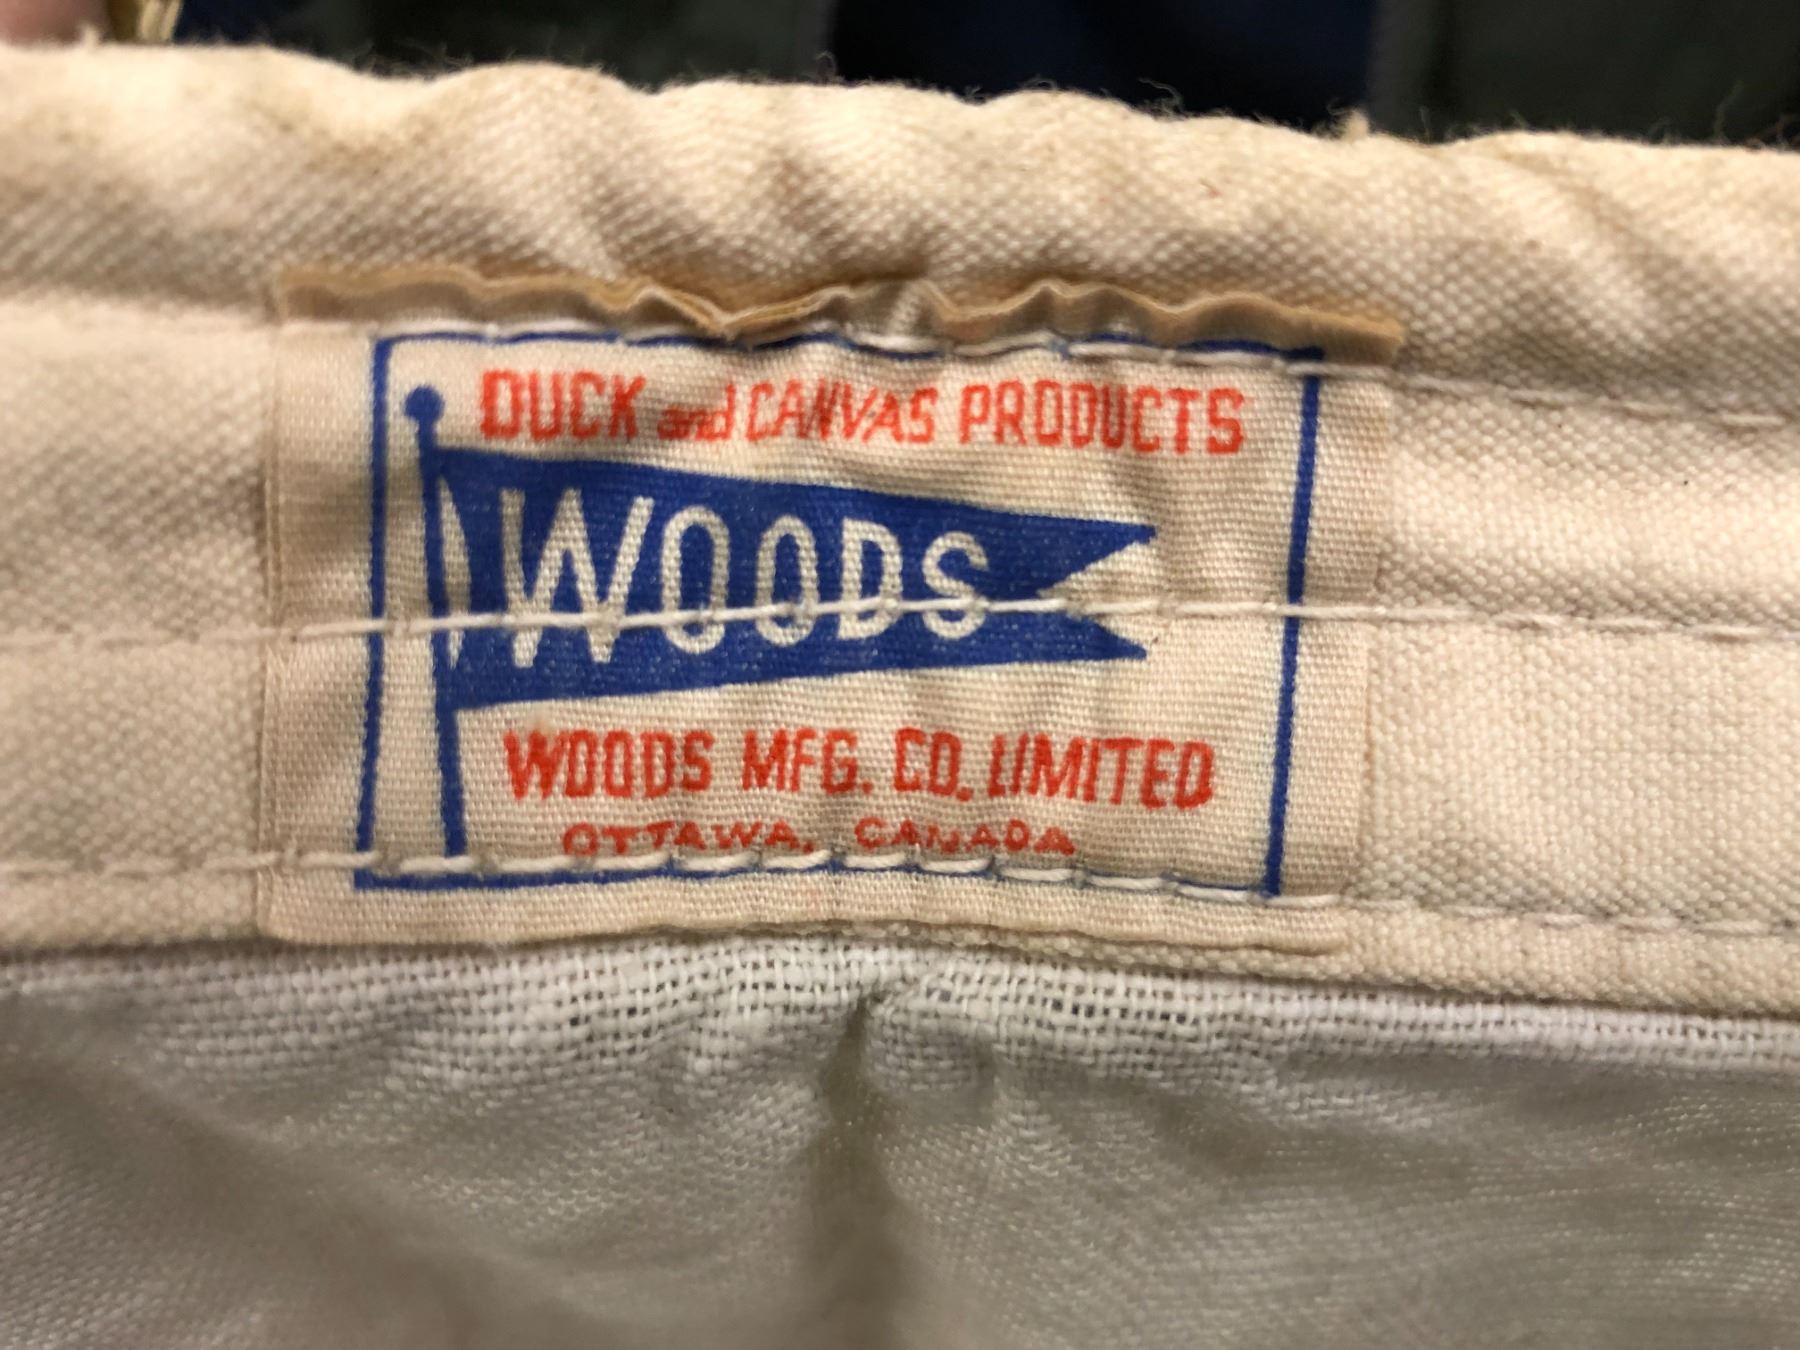 DUCK and CANVAS PRODUCTS
WOODS
WOODS MFG. CO. LIMITED
OTTAWA, CANADA